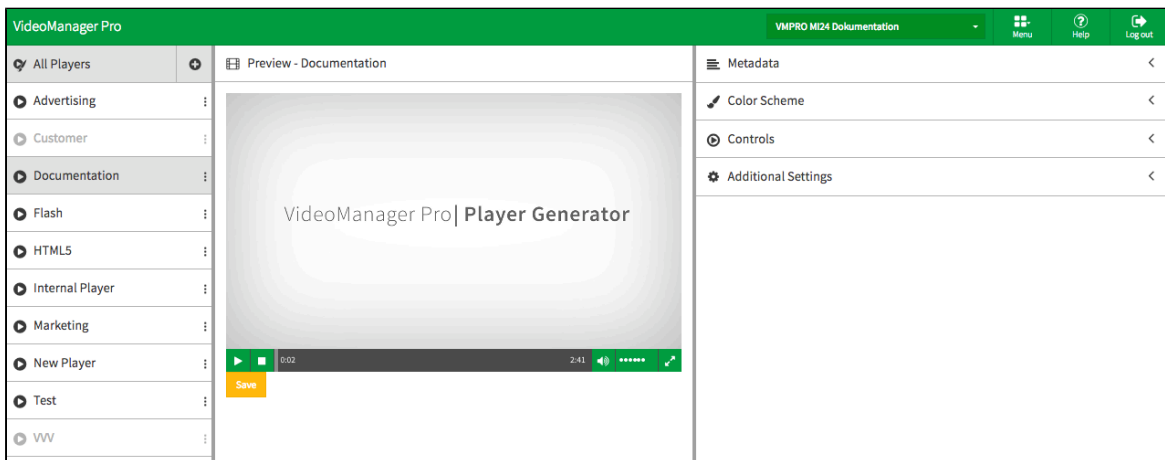 VideoManager Pro
VMPRO MI24 Dokumentation
Menu
Help
Log out
All Players
Advertising
Customer
Documentation
Flash
HTML5
Internal Player
Marketing
New Player
Test
VVV
Preview - Documentation
VideoManager Pro| Player Generator
0:02
2:41
Save
Metadata
Color Scheme
Controls
Additional Settings